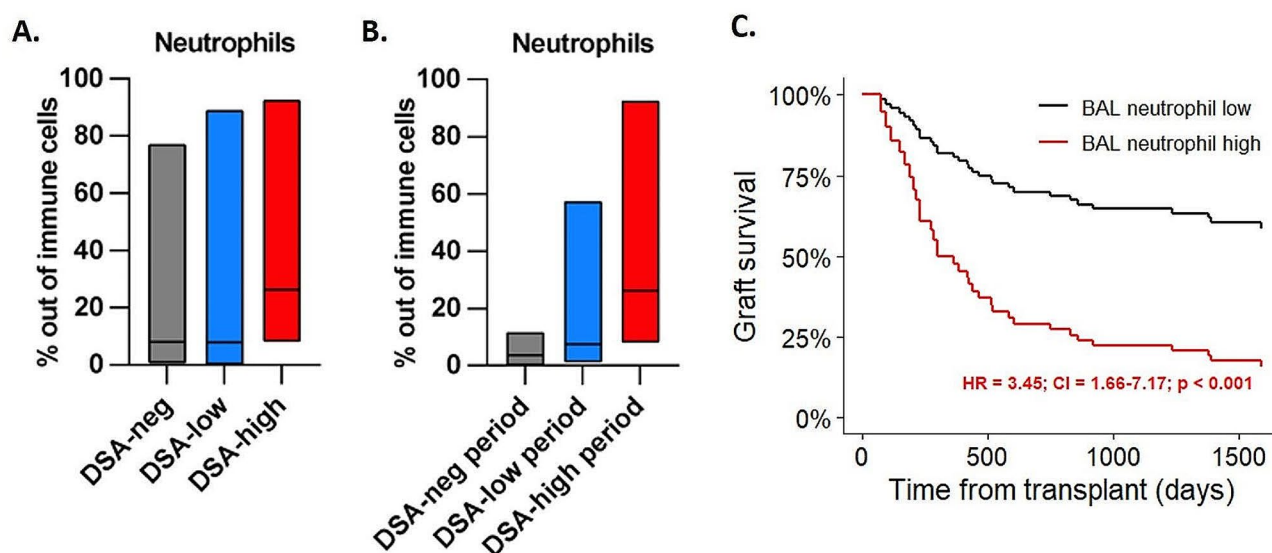 A.
Neutrophils
% out of immune cells
100
80
60
40
20
0
DSA-neg
DSA-low
DSA-high
B.
Neutrophils
% out of immune cells
100
80
60
40
20
0
DSA-neg period
DSA-low period
DSA-high period
C.
Graft survival
100%
75%
50%
25%
0%
BAL neutrophil low
BAL neutrophil high
HR = 3.45; CI = 1.66-7.17; p < 0.001
0 500 1000 1500
Time from transplant (days)